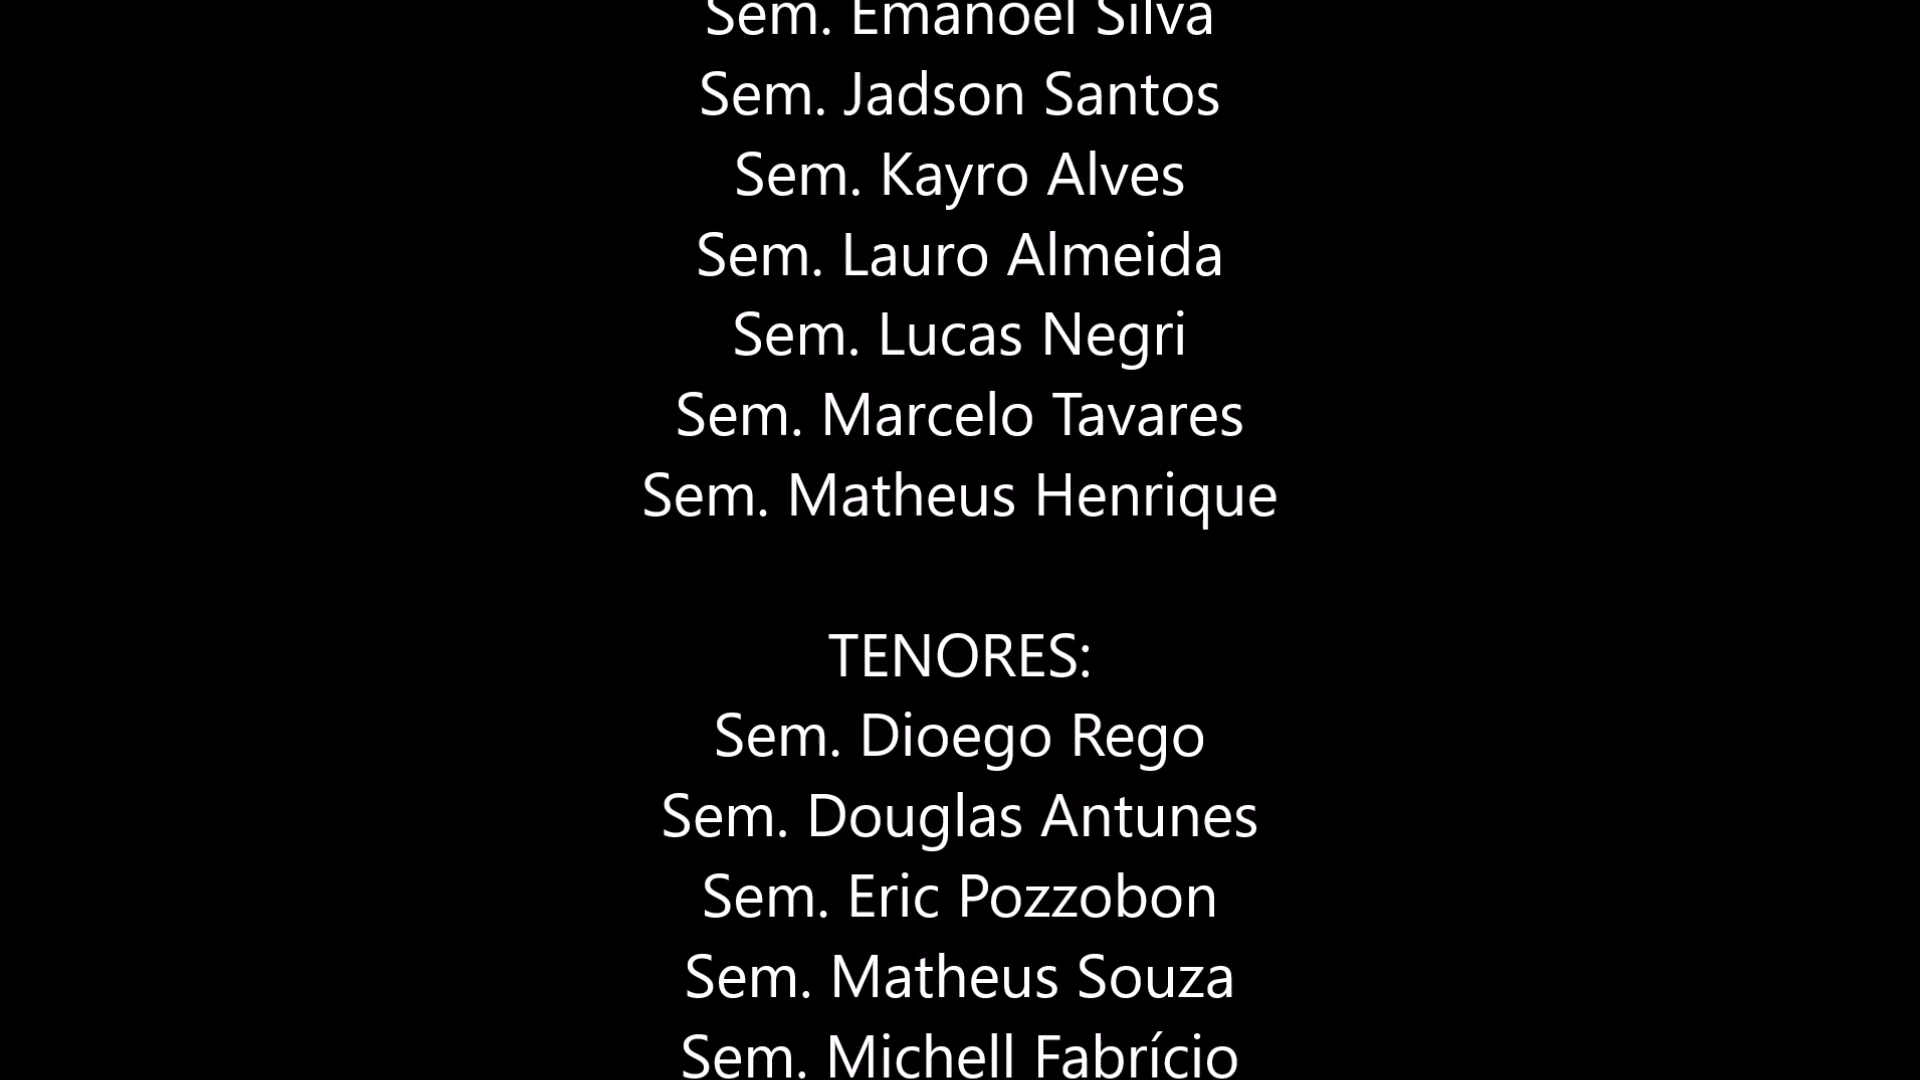 Sem. Emanoel Silva
Sem. Jadson Santos
Sem. Kayro Alves
Sem. Lauro Almeida
Sem. Lucas Negri
Sem. Marcelo Tavares
Sem. Matheus Henrique
TENORES:
Sem. Dioego Rego
Sem. Douglas Antunes
Sem. Eric Pozzobon
Sem. Matheus Souza
Sem. Michell Fabrício